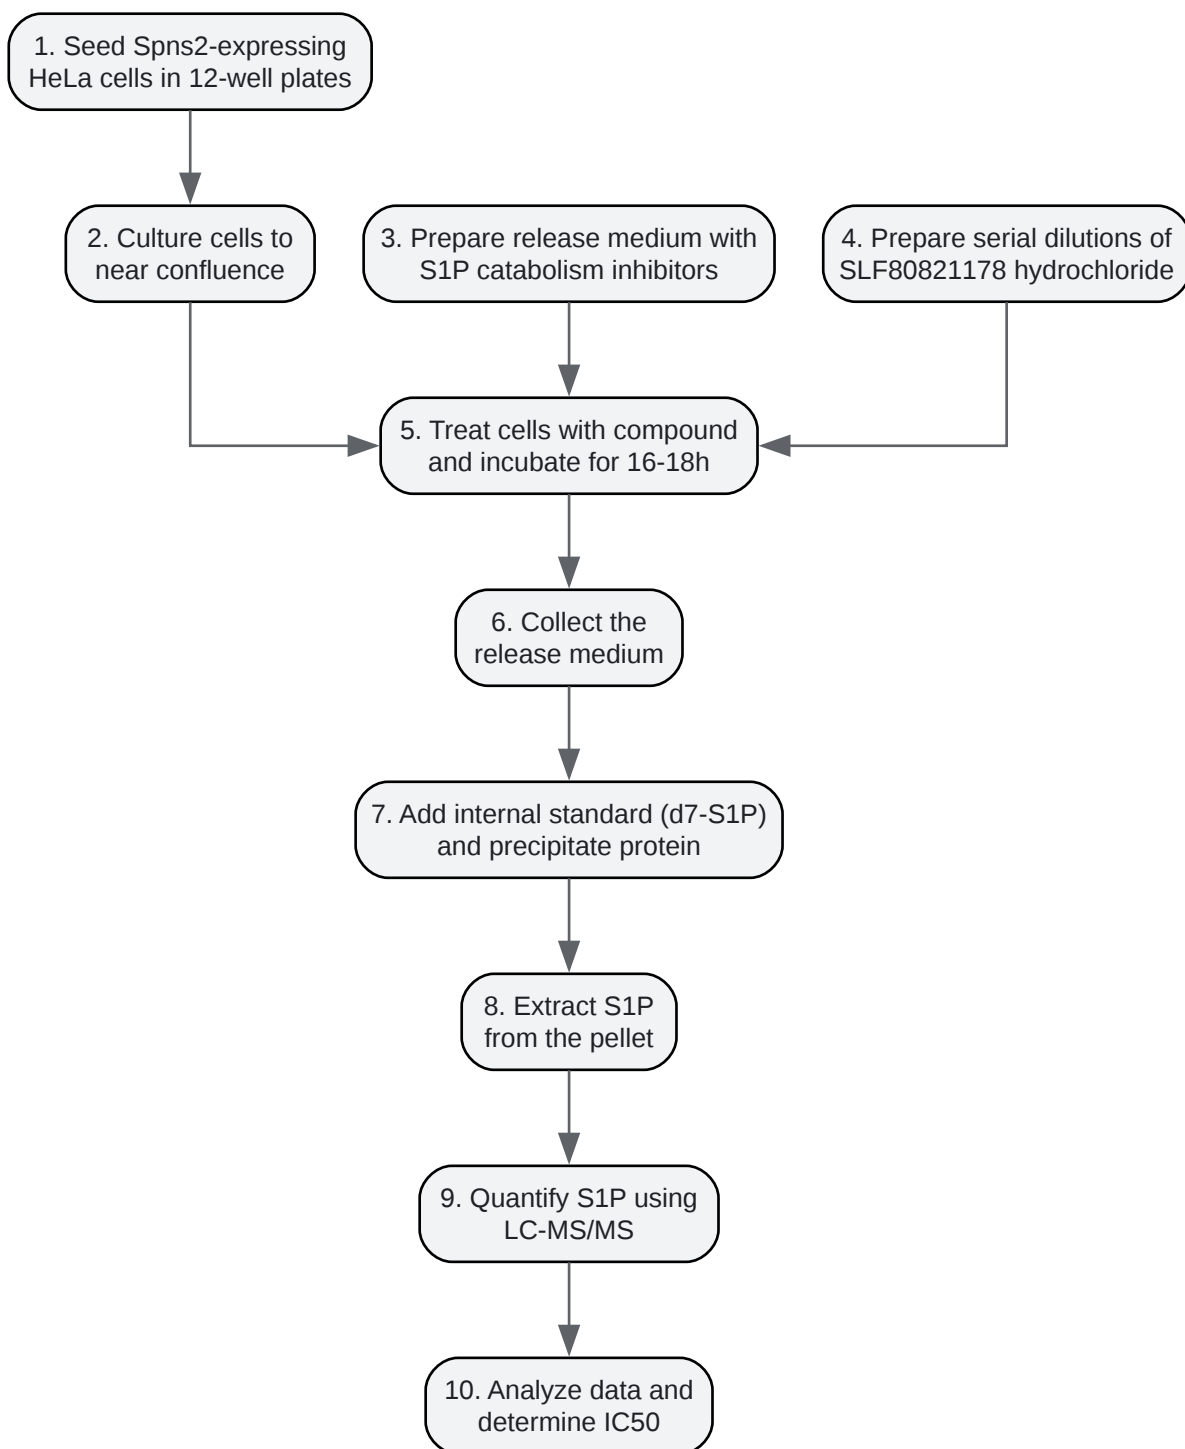 1. Seed Spns2-expressing
HeLa cells in 12-well plates
2. Culture cells to
near confluence
3. Prepare release medium with
S1P catabolism inhibitors
4. Prepare serial dilutions of
SLF80821178 hydrochloride
5. Treat cells with compound
and incubate for 16-18h
6. Collect the
release medium
7. Add internal standard (d7-S1P)
and precipitate protein
8. Extract S1P
from the pellet
9. Quantify S1P using
LC-MS/MS
10. Analyze data and
determine IC50